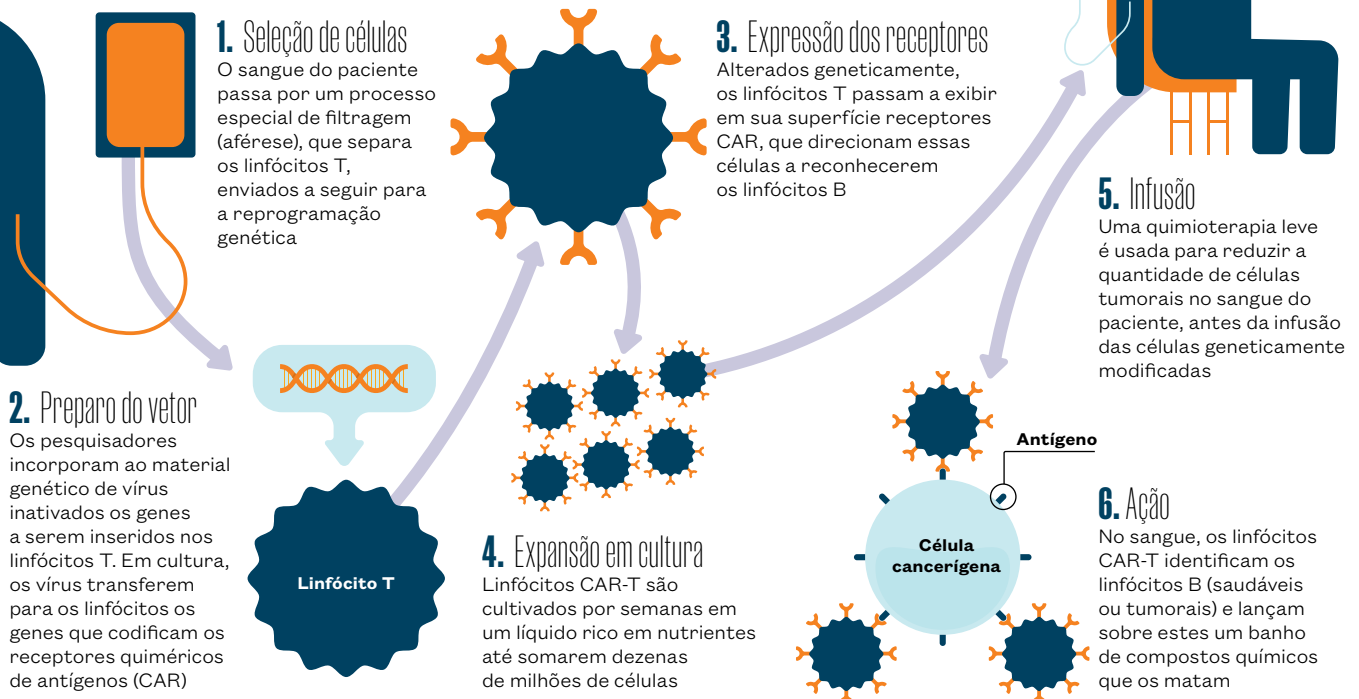 1. Seleção de células
O sangue do paciente
passa por um processo
especial de filtragem
(aférese), que separa
os linfócitos T,
enviados a seguir para
a reprogramação
genética
2. Preparo do vetor
Os pesquisadores
incorporam ao material
genético de vírus
inativados os genes
a serem inseridos nos
linfócitos T. Em cultura,
os vírus transferem
para os linfócitos os
genes que codificam os
receptores quiméricos
de antígenos (CAR)
Linfócito T
3. Expressão dos receptores
Alterados geneticamente,
os linfócitos T passam a exibir
em sua superfície receptores
CAR, que direcionam essas
células a reconhecerem
os linfócitos B
4. Expansão em cultura
Linfócitos CAR-T são
cultivados por semanas em
um líquido rico em nutrientes
até somarem dezenas
de milhões de células
5. Infusão
Uma quimioterapia leve
é usada para reduzir a
quantidade de células
tumorais no sangue do
paciente, antes da infusão
das células geneticamente
modificadas
Antígeno
Célula
cancerígena
6. Ação
No sangue, os linfócitos
CAR-T identificam os
linfócitos B (saudáveis
ou tumorais) e lançam
sobre estes um banho
de compostos químicos
que os matam